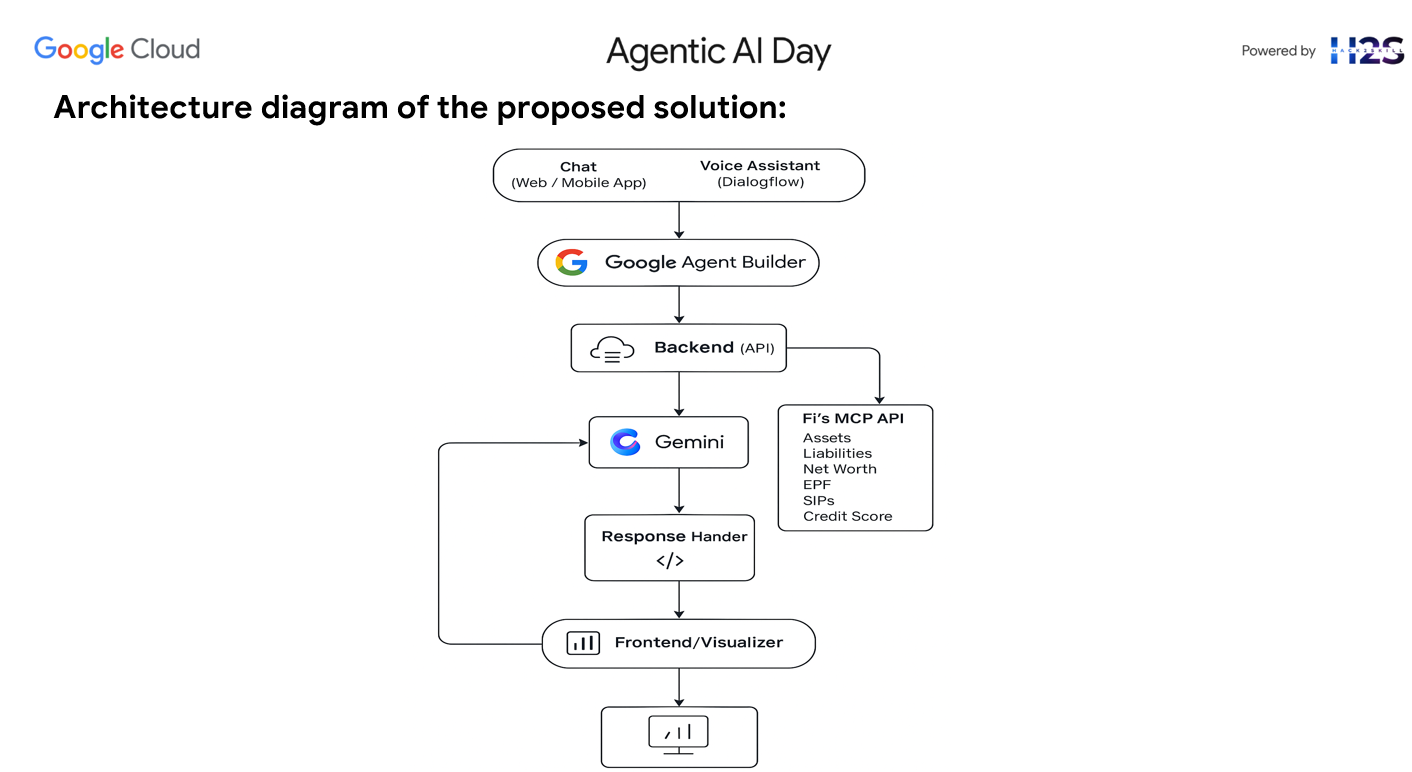 Google Cloud
Agentic AI Day
Powered by H2S
HACK2SKILL
Architecture diagram of the proposed solution:
Chat
(Web / Mobile App)
Voice Assistant
(Dialogflow)
Google Agent Builder
Backend (API)
Fi's MCP API
Assets
Liabilities
Net Worth
EPF
SIPs
Credit Score
Gemini
Response Hander
</>
Frontend/Visualizer